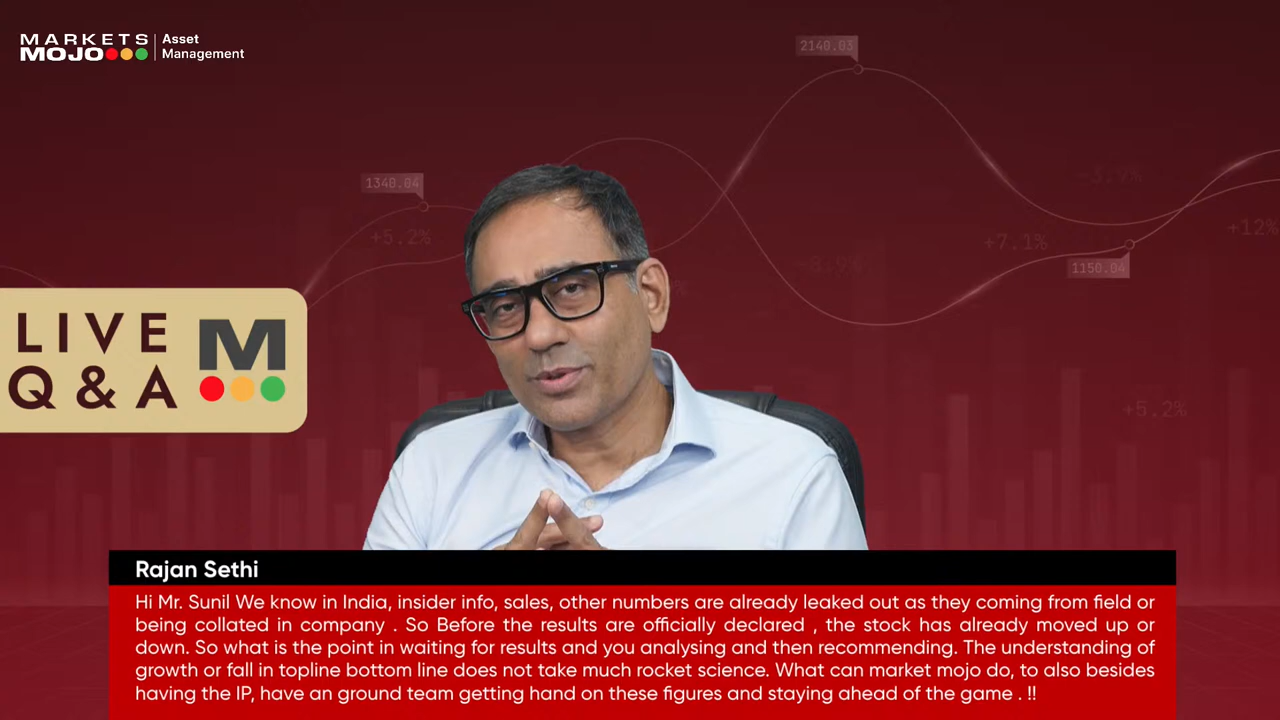 MARKETS
MOJO
Asset
Management
2140.03
1348.04
+5.2%
+7.1%
+12%
1150.04
+5.2%
LIVE
Q & A
M
Rajan Sethi
Hi Mr. Sunil We know in India, insider info, sales, other numbers are already leaked out as they coming from field or
being collated in company . So Before the results are officially declared , the stock has already moved up or
down. So what is the point in waiting for results and you analysing and then recommending. The understanding of
growth or fall in topline bottom line does not take much rocket science. What can market mojo do, to also besides
having the IP, have an ground team getting hand on these figures and staying ahead of the game . !!